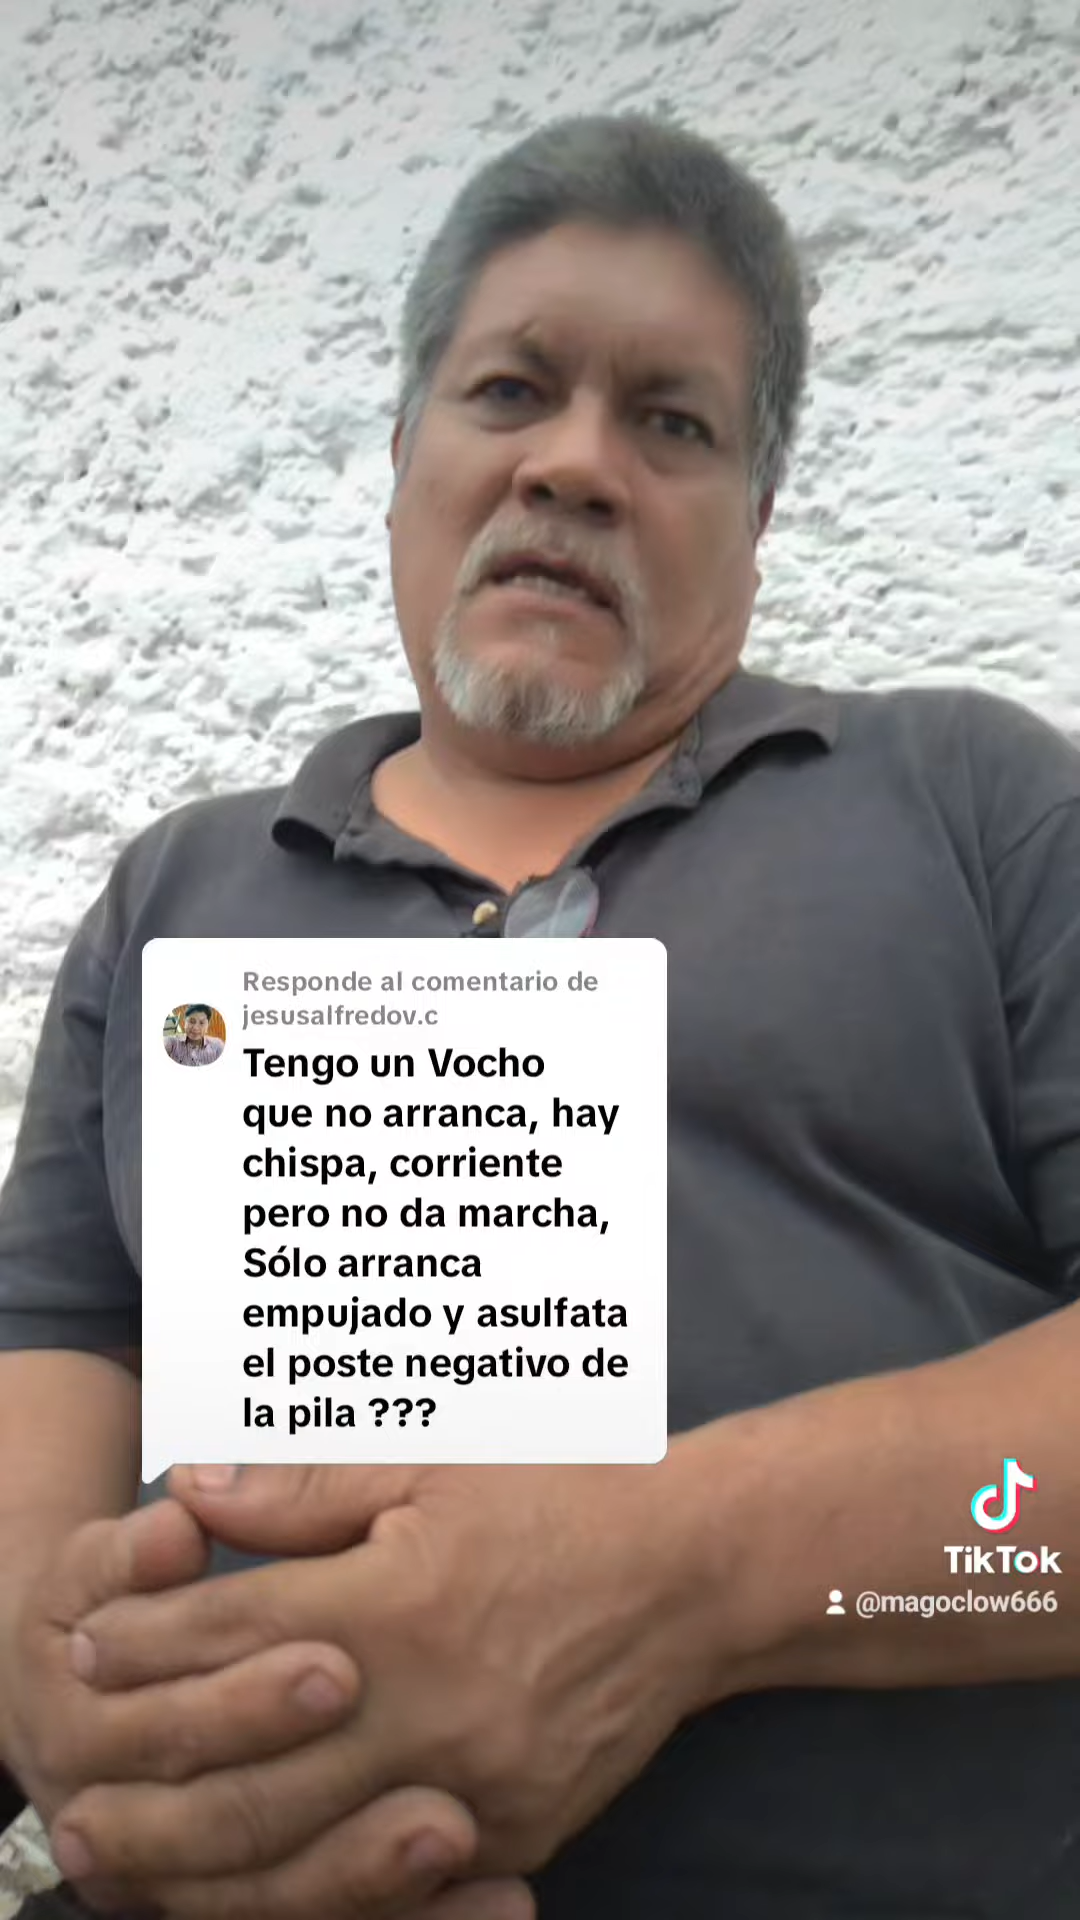 Responde al comentario de
jesusalfredov.c
Tengo un Vocho
que no arranca, hay
chispa, corriente
pero no da marcha,
Sólo arranca
empujado y asulfata
el poste negativo de
la pila ???
TikTok
@magoclow666